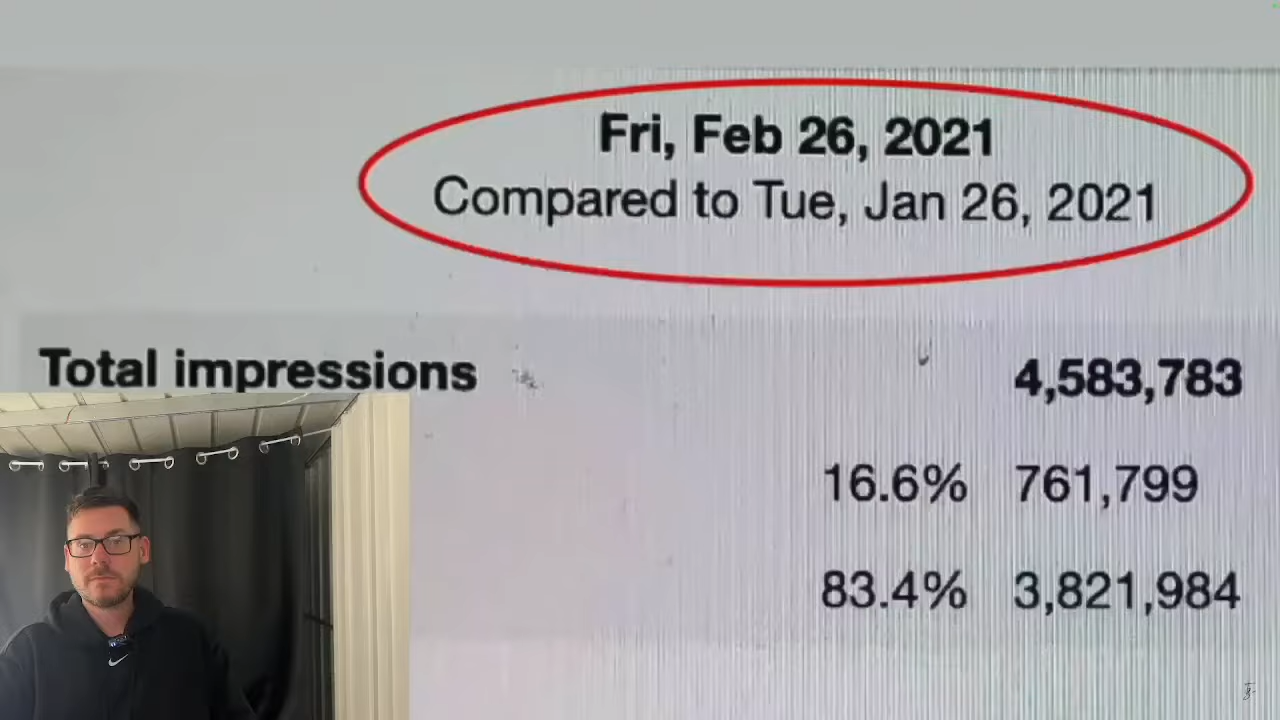 Fri, Feb 26, 2021
Compared to Tue, Jan 26, 2021
Total impressions 4,583,783
16.6% 761,799
83.4% 3,821,984